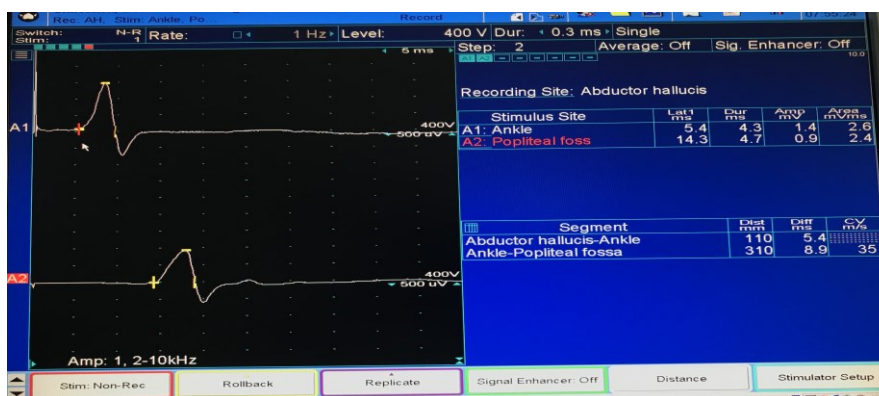 Rec: AH, Stim: Ankle, Po... Record 07:55:24
Switch: N-R Rate: 1 Hz Level: 400 V Dur: 0.3 ms Single
Stim: 1
5 ms Step: 2 Average: Off Sig. Enhancer: Off
A1 A2
10.0
Recording Site: Abductor hallucis
Stimulus Site Lat1 ms Dur ms Amp mV Area mVms
A1 400V
500 uV
A1: Ankle 5.4 4.3 1.4 2.6
A2: Popliteal foss 14.3 4.7 0.9 2.4
Segment Dist mm Diff ms CV m/s
Abductor hallucis-Ankle 110 5.4
Ankle-Popliteal fossa 310 8.9 35
A2 400V
500 uV
Amp: 1, 2-10kHz
Stim: Non-Rec Rollback Replicate Signal Enhancer: Off Distance Stimulator Setup